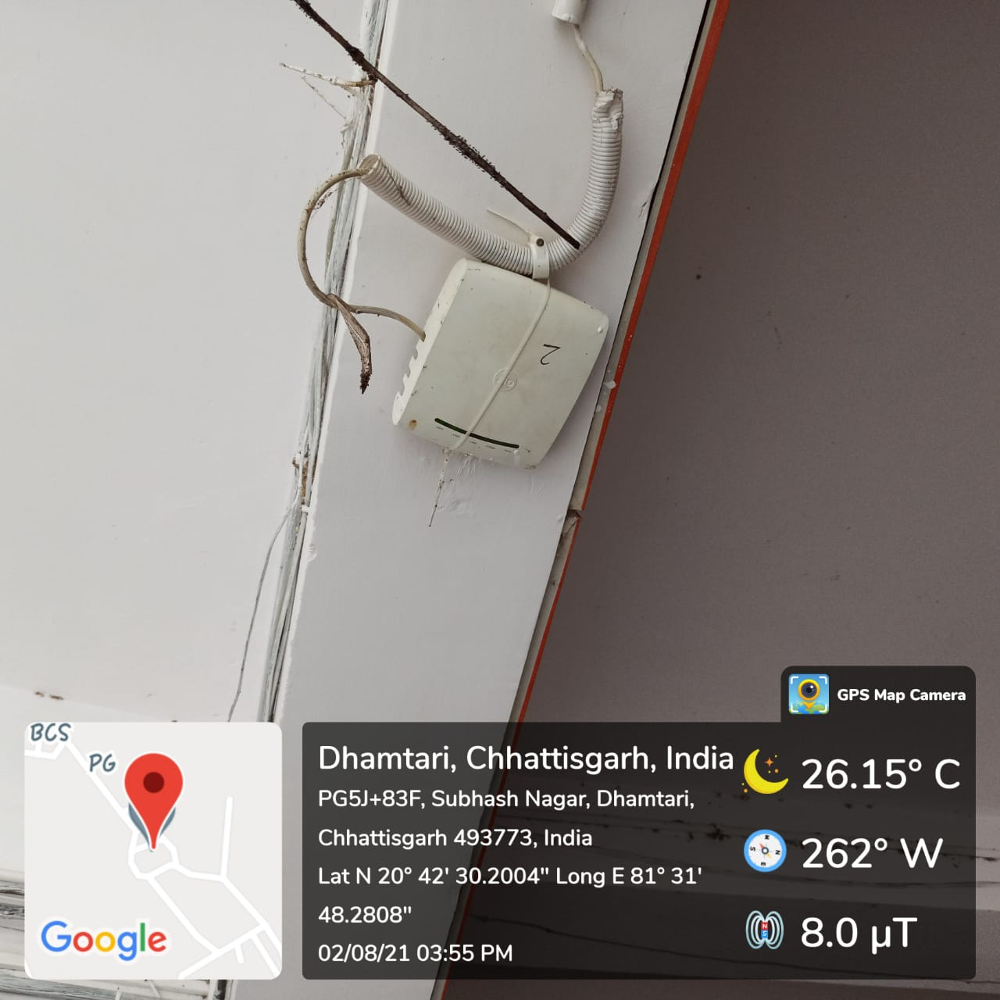 2
GPS Map Camera
BCS
PG
Google
Dhamtari, Chhattisgarh, India
PG5J+83F, Subhash Nagar, Dhamtari,
Chhattisgarh 493773, India
Lat N 20° 42' 30.2004" Long E 81° 31'
48.2808"
02/08/21 03:55 PM
26.15° C
262° W
8.0 µT